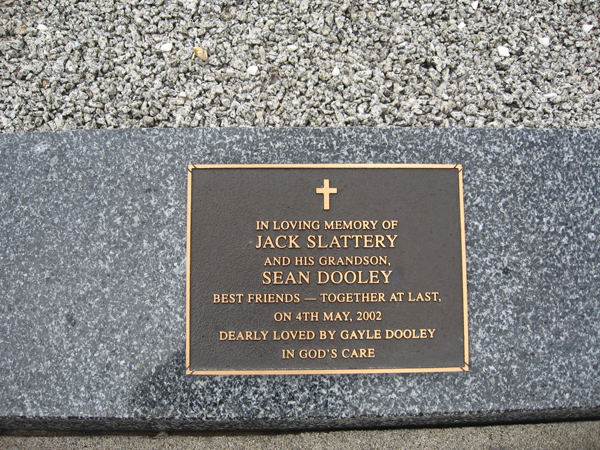 IN LOVING MEMORY OF
JACK SLATTERY
AND HIS GRANDSON,
SEAN DOOLEY
BEST FRIENDS — TOGETHER AT LAST,
ON 4TH MAY, 2002
DEARLY LOVED BY GAYLE DOOLEY
IN GOD'S CARE